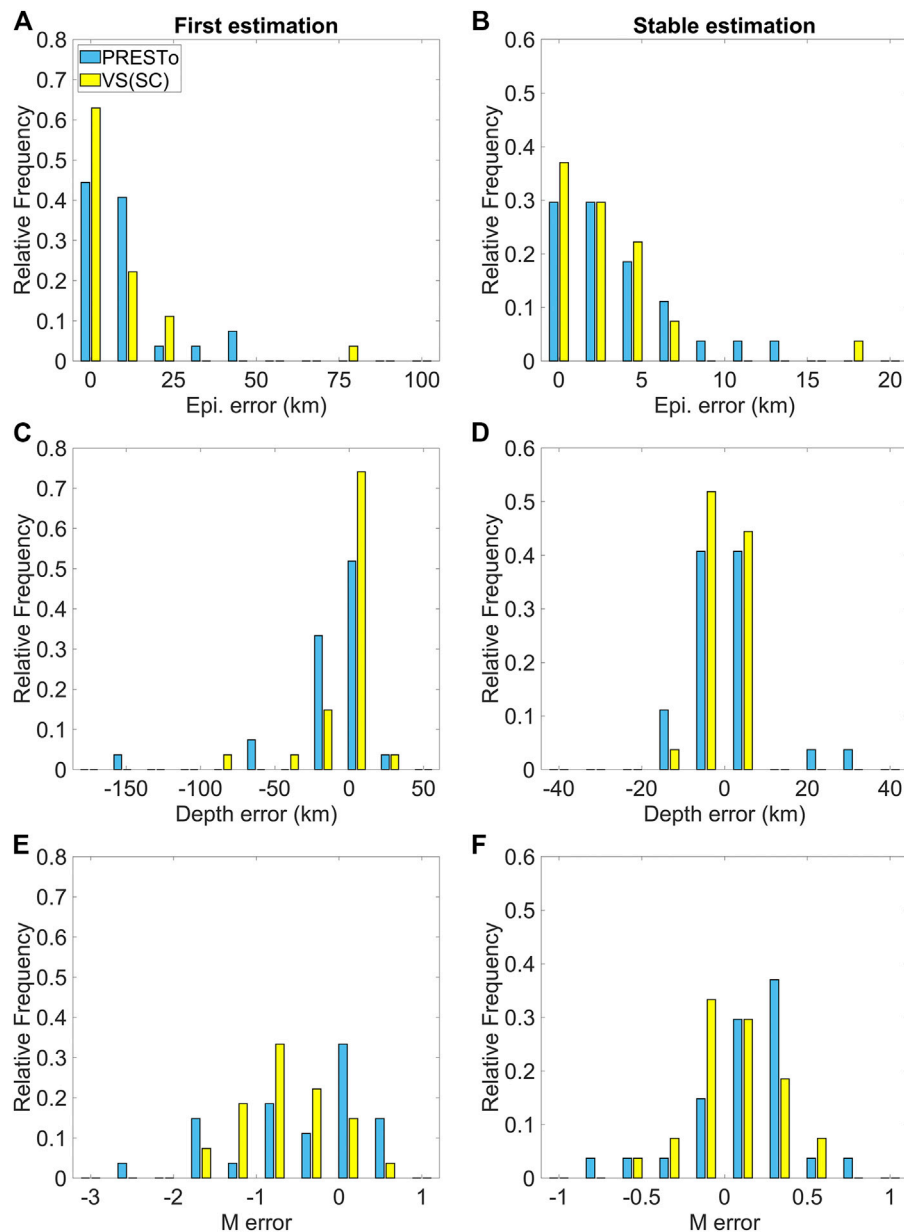 A
First estimation
0.8
0.7
0.6
0.5
0.4
0.3
0.2
0.1
0
Relative Frequency
PRESTo
VS(SC)
0 25 50 75 100
Epi. error (km)
B
Stable estimation
0.6
0.5
0.4
0.3
0.2
0.1
0
Relative Frequency
0 5 10 15 20
Epi. error (km)
C
0.8
0.7
0.6
0.5
0.4
0.3
0.2
0.1
0
Relative Frequency
-150 -100 -50 0 50
Depth error (km)
D
0.6
0.5
0.4
0.3
0.2
0.1
0
Relative Frequency
-40 -20 0 20 40
Depth error (km)
E
0.8
0.7
0.6
0.5
0.4
0.3
0.2
0.1
0
Relative Frequency
-3 -2 -1 0 1
M error
F
0.6
0.5
0.4
0.3
0.2
0.1
0
Relative Frequency
-1 -0.5 0 0.5 1
M error